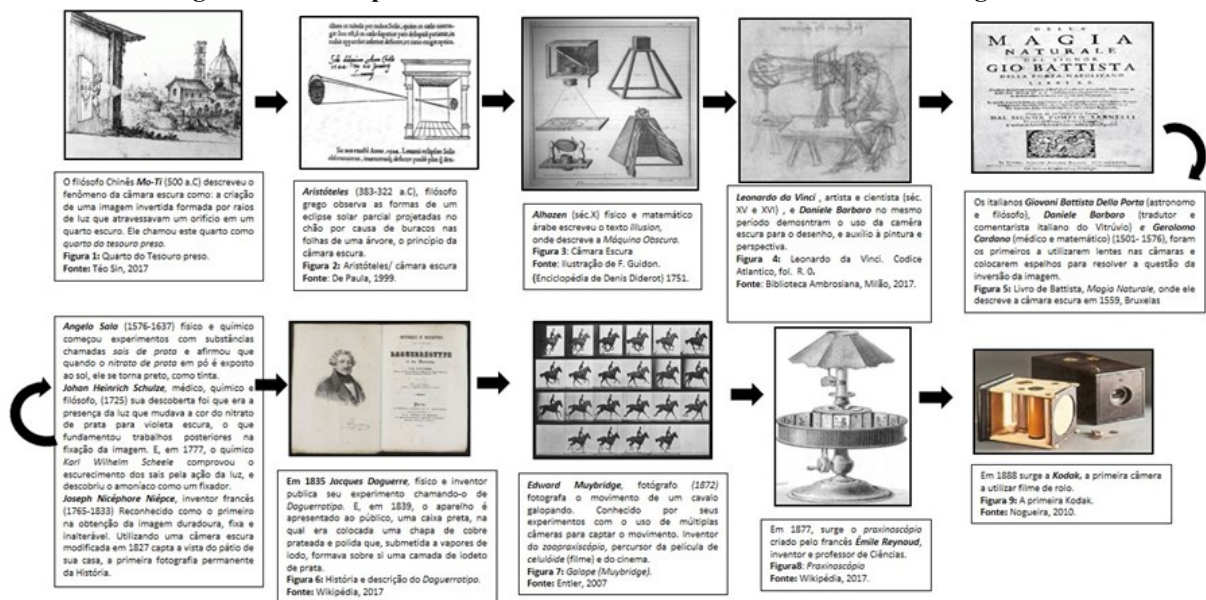 O filósofo Chinês Mo-Ti (500 a.C) descreveu o
fenômeno da câmara escura como: a criação
de uma imagem invertida formada por raios
de luz que atravessavam um orifício em um
quarto escuro. Ele chamou este quarto como
quarto do tesouro preso.
Figura 1: Quarto do Tesouro preso.
Fonte: Téo Sin, 2017
Aristóteles (383-322 a.C), filósofo
grego observa as formas de um
eclipse solar parcial projetados no
chão por causa de buracos nas
folhas de uma árvore, o princípio da
câmara escura.
Figura 2: Aristóteles/ câmara escura
Fonte: De Paula, 1999.
Alhazen (séc.X) físico e matemático
árabe escreveu o texto Illusion,
onde descreve a Máquina Obscura.
Figura 3: Câmara Escura
Fonte: Ilustração de F. Guidon.
(Enciclopédia de Denis Diderot) 1751.
Leonardo da Vinci , artista e cientista (séc.
XV e XVI) , e Daniele Barbaro no mesmo
período demosntram o uso da camêra
escura para o desenho, e auxílio à pintura e
perspectiva.
Figura 4: Leonardo da Vinci. Codice
Atlantico, fol. R. 0.
Fonte: Biblioteca Ambrosiana, Milão, 2017.
DELLA
MAGIA
NATURALE
DEL SIGNOR
GIO BATTISTA
DELLA PORTA NAPOLITANO
DAL SIGNOR POMPEO SARNELLI
Os italianos Giovani Battista Della Porta (astronomo
e filósofo), Daniele Barbaro (tradutor e
comentarista italiano do Vitrúvio) e Gerolomo
Cardano (médico e matemático) (1501- 1576), foram
os primeiros a utilizarem lentes nas câmaras e
colocarem espelhos para resolver a questão da
inversão da imagem.
Figura 5: Livro de Battista, Magia Naturale, onde ele
descreve a câmara escura em 1559, Bruxelas
Angelo Sala (1576-1637) físico e quimico
começou experimentos com substâncias
chamadas sais de prata e afirmou que
quando o nitrato de prata em pó é exposto
ao sol, ele se torna preto, como tinta.
Johan Heinrich Schulze, médico, químico e
filósofo, (1725) sua descoberta foi que era a
presença da luz que mudava a cor do nitrato
de prata para violeta escura, o que
fundamentou trabalhos posteriores na
fixação da imagem. E, em 1777, o quimico
Karl Wilhelm Scheele comprovou o
escurecimento dos sais pela ação da luz, e
descobriu o amoníaco como um fixador.
Joseph Nicéphore Niépce, inventor francês
(1765-1833) Reconhecido como o primeiro
na obtenção da imagem duradoura, fixa e
inalterável. Utilizando uma câmera escura
modificada em 1827 capta a vista do pátio de
sua casa, a primeira fotografia permanente
da História.
DAGUERRÉOTYPE
Em 1835 Jacques Daguerre, físico e inventor
publica seu experimento chamando-o de
Daguerrotipo. E, em 1839, o aparelho é
apresentado ao público, uma caixa preta, na
qual era colocada uma chapa de cobre
prateada e polida que, submetida a vapores de
iodo, formava sobre si uma camada de iodeto
de prata.
Figura 6: História e descrição do Daguerrotipo.
Fonte: Wikipédia, 2017
Edward Muybridge, fotógrafo (1872)
fotografa o movimento de um cavalo
galopando. Conhecido por seus
experimentos com o uso de múltiplas
câmeras para captar o movimento. Inventor
do zoopraxiscópio, percursor da película de
celulóide (filme) e do cinema.
Figura 7: Galope (Muybridge).
Fonte: Entler, 2007
Em 1877, surge o praxinoscópio
criado pelo francês Émile Reynaud,
inventor e professor de Ciências.
Figura8: Praxinoscópio
Fonte: Wikipédia, 2017.
Em 1888 surge a Kodak, a primeira câmera
a utilizar filme de rolo.
Figura 9: A primeira Kodak.
Fonte: Nogueira, 2010.